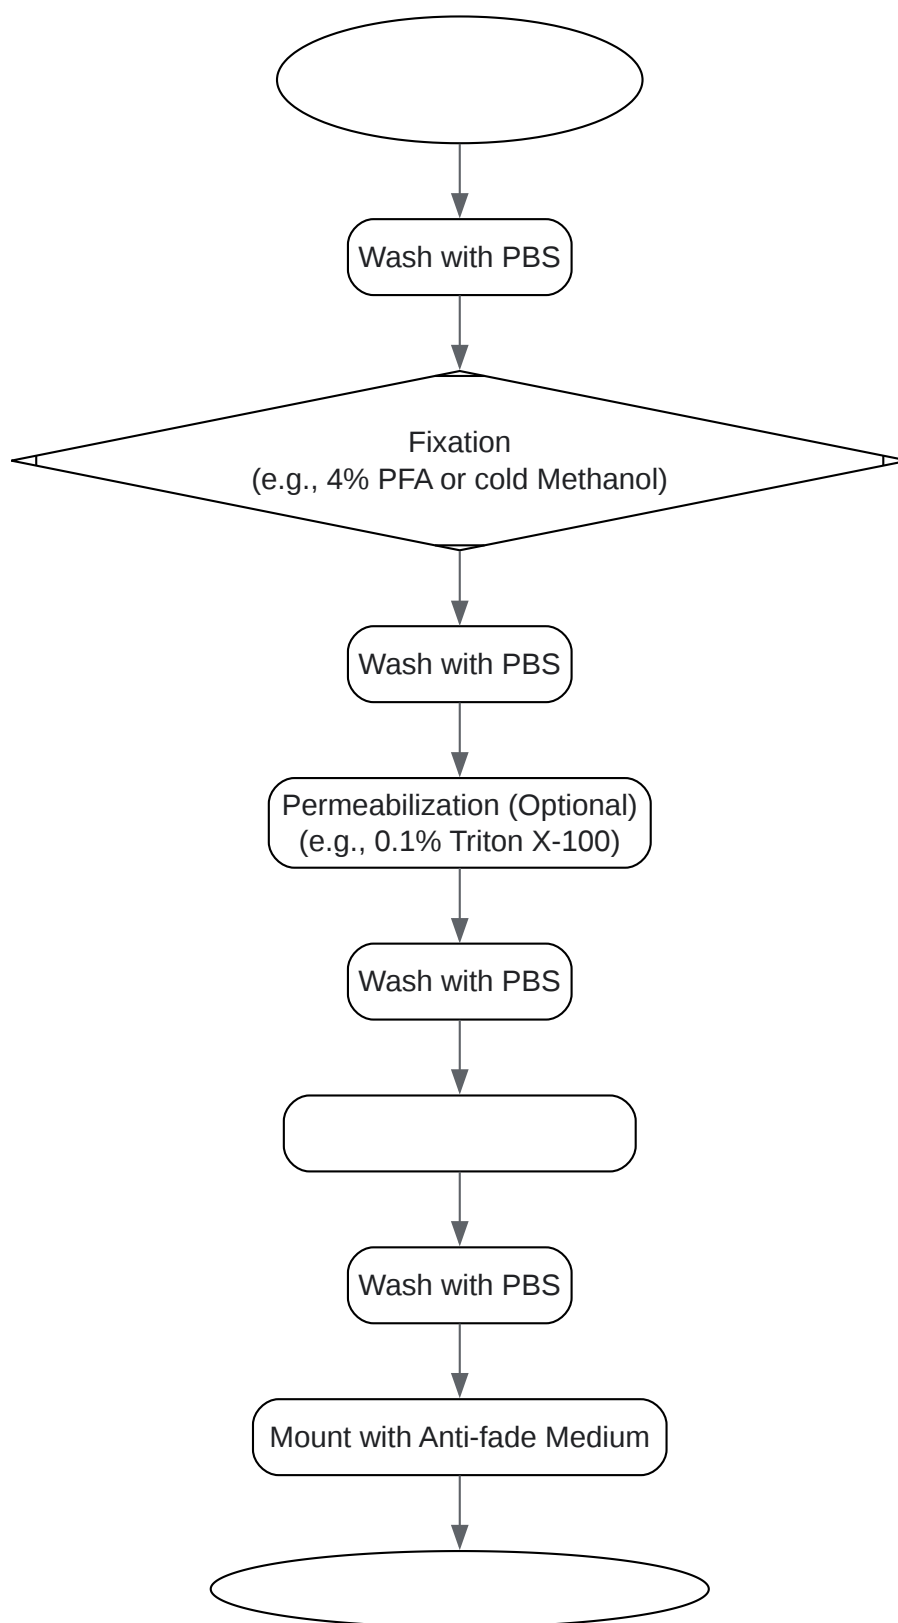 Wash with PBS
Fixation
(e.g., 4% PFA or cold Methanol)
Wash with PBS
Permeabilization (Optional)
(e.g., 0.1% Triton X-100)
Wash with PBS
Wash with PBS
Mount with Anti-fade Medium